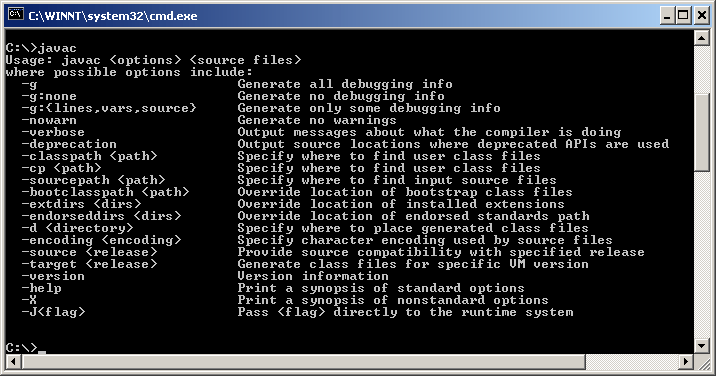 C:\WINNT\system32\cmd.exe
C:\>javac
Usage: javac <options> <source files>
where possible options include:
  -g                         Generate all debugging info
  -g:none                    Generate no debugging info
  -g:{lines,vars,source}     Generate only some debugging info
  -nowarn                    Generate no warnings
  -verbose                   Output messages about what the compiler is doing
  -deprecation               Output source locations where deprecated APIs are used
  -classpath <path>          Specify where to find user class files
  -cp <path>                 Specify where to find user class files
  -sourcepath <path>         Specify where to find input source files
  -bootclasspath <path>      Override location of bootstrap class files
  -extdirs <dirs>            Override location of installed extensions
  -endorseddirs <dirs>       Override location of endorsed standards path
  -d <directory>             Specify where to place generated class files
  -encoding <encoding>       Specify character encoding used by source files
  -source <release>          Provide source compatibility with specified release
  -target <release>          Generate class files for specific VM version
  -version                   Version information
  -help                      Print a synopsis of standard options
  -X                         Print a synopsis of nonstandard options
  -J<flag>                   Pass <flag> directly to the runtime system
C:\>_